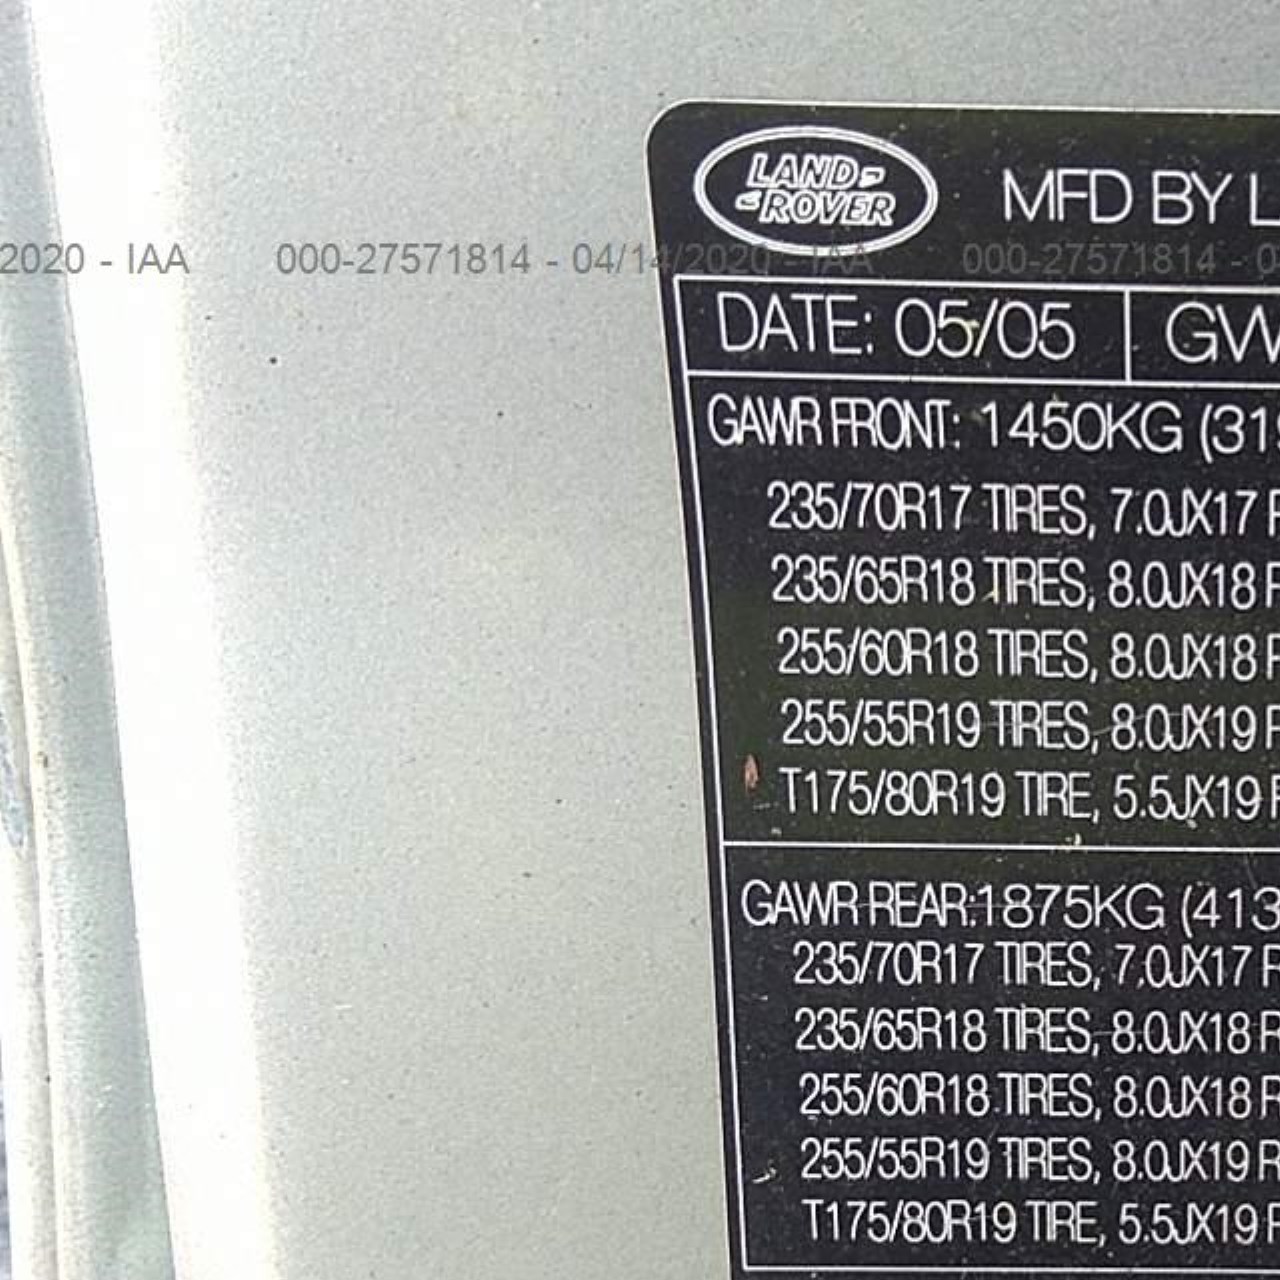 LAND ROVER
MFD BY L
2020 - IAA 000-27571814 - 04/14/2020 - IAA 000-27571814 - 0
DATE: 05/05 GW
GAWR FRONT: 1450KG (319
235/70R17 TIRES, 7.0JX17 R
235/65R18 TIRES, 8.0JX18 R
255/60R18 TIRES, 8.0JX18 R
255/55R19 TIRES, 8.0JX19 R
T175/80R19 TIRE, 5.5JX19 R
GAWR REAR:1875KG (413
235/70R17 TIRES, 7.0JX17 R
235/65R18 TIRES, 8.0JX18 R
255/60R18 TIRES, 8.0JX18 R
255/55R19 TIRES, 8.0JX19 R
T175/80R19 TIRE, 5.5JX19 R